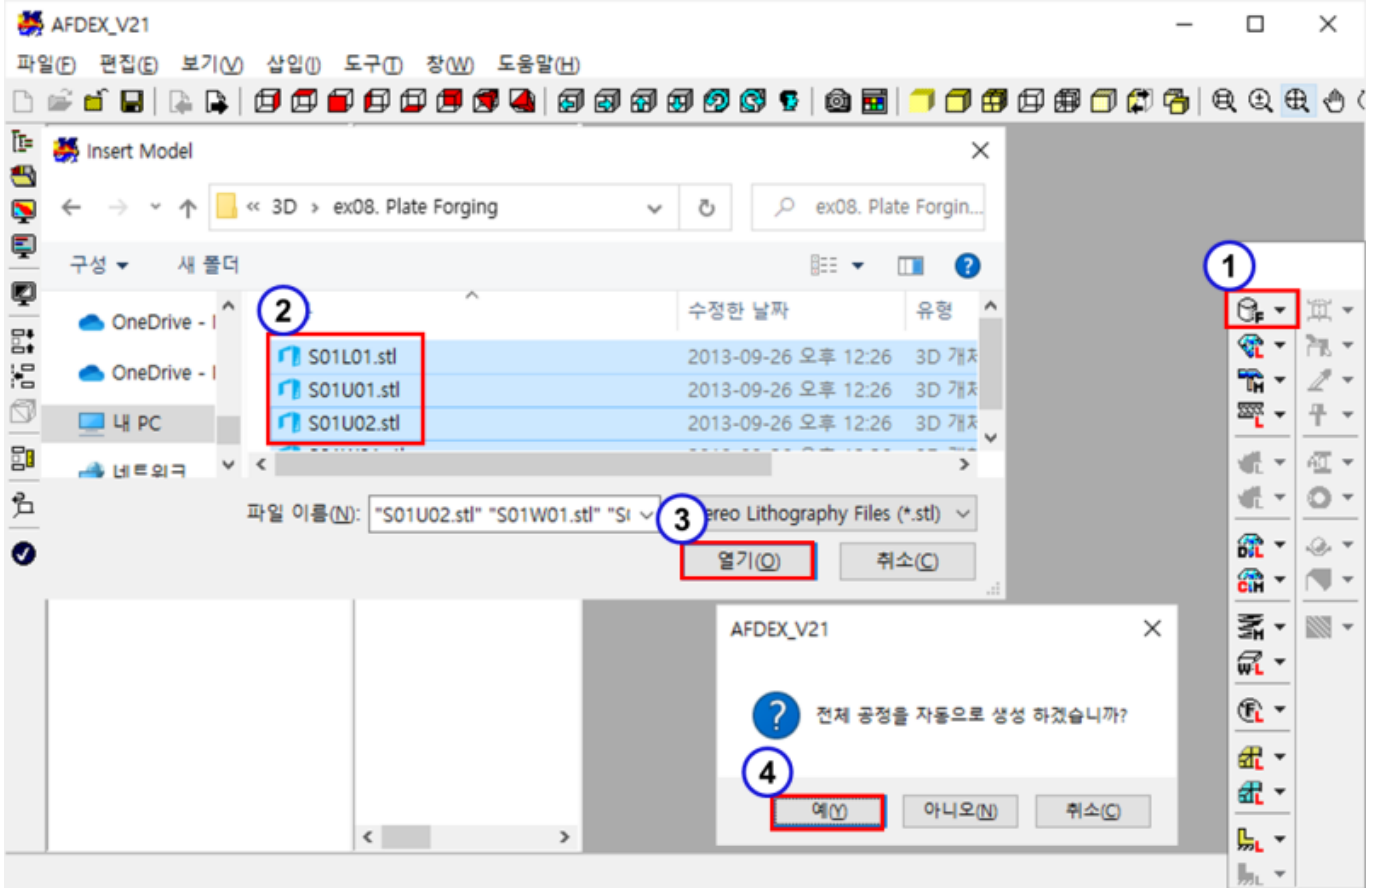 AFDEX_V21
파일(F) 편집(E) 보기(V) 삽입(I) 도구(T) 창(W) 도움말(H)
Insert Model
« 3D › ex08. Plate Forging
ex08. Plate Forgin...
구성 새 폴더
1
2
수정한 날짜 유형
OneDrive -
OneDrive -
내 PC
네트워크
S01L01.stl 2013-09-26 오후 12:26 3D 개체
S01U01.stl 2013-09-26 오후 12:26 3D 개체
S01U02.stl 2013-09-26 오후 12:26 3D 개체
파일 이름(N): "S01U02.stl" "S01W01.stl"
3
ereo Lithography Files (*.stl)
열기(O) 취소(C)
AFDEX_V21
전체 공정을 자동으로 생성 하겠습니까?
4
예(Y) 아니오(N) 취소(C)